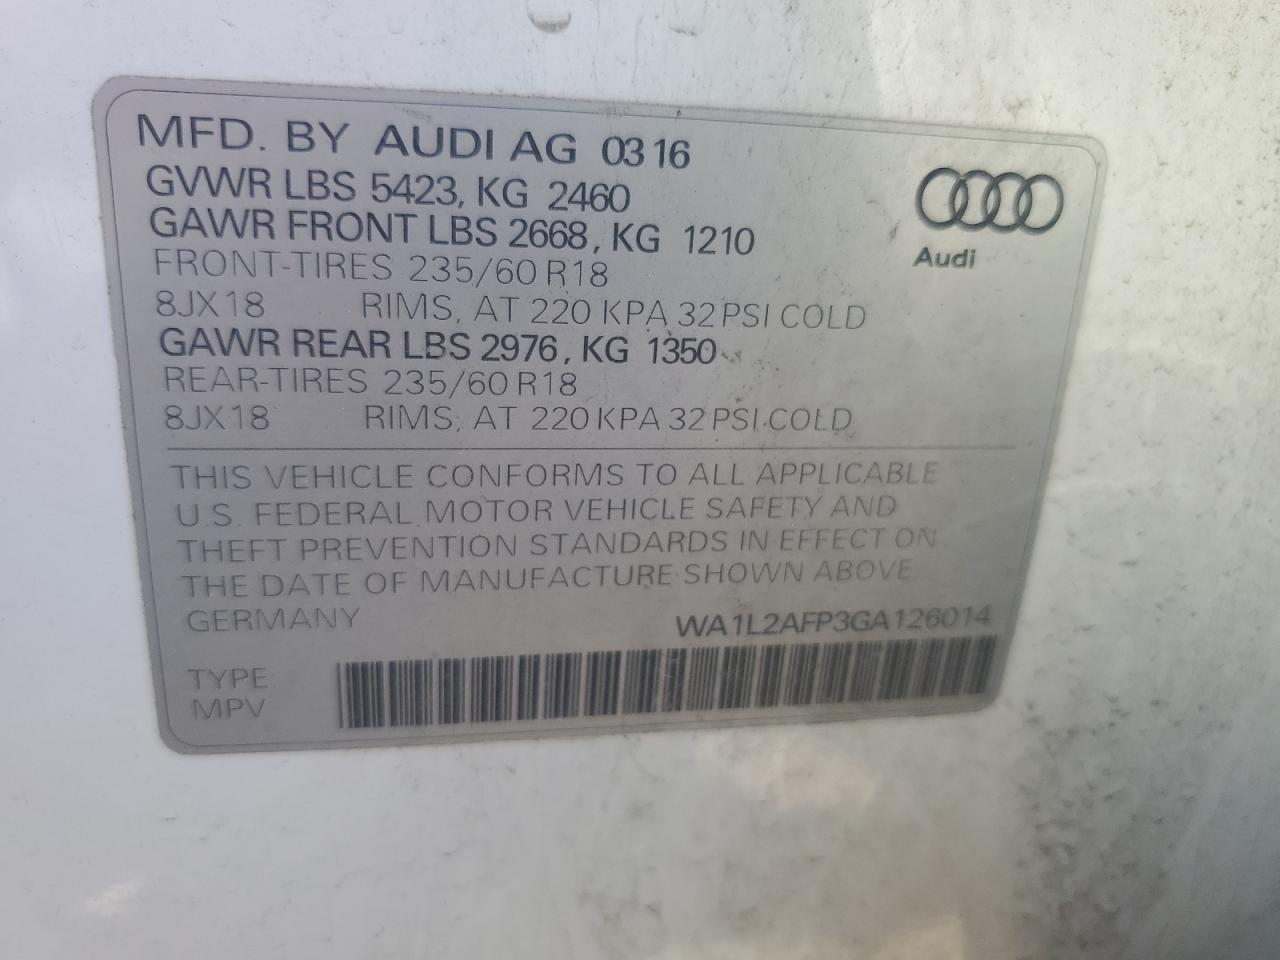 MFD. BY AUDI AG 03 16
GVWR LBS 5423, KG 2460
GAWR FRONT LBS 2668, KG 1210
FRONT-TIRES 235/60 R18
8JX18 RIMS, AT 220 KPA 32 PSI COLD
GAWR REAR LBS 2976, KG 1350
REAR-TIRES 235/60 R18
8JX18 RIMS, AT 220 KPA 32 PSI COLD
Audi
THIS VEHICLE CONFORMS TO ALL APPLICABLE
U.S. FEDERAL MOTOR VEHICLE SAFETY AND
THEFT PREVENTION STANDARDS IN EFFECT ON
THE DATE OF MANUFACTURE SHOWN ABOVE
GERMANY WA1L2AFP3GA126014
TYPE
MPV